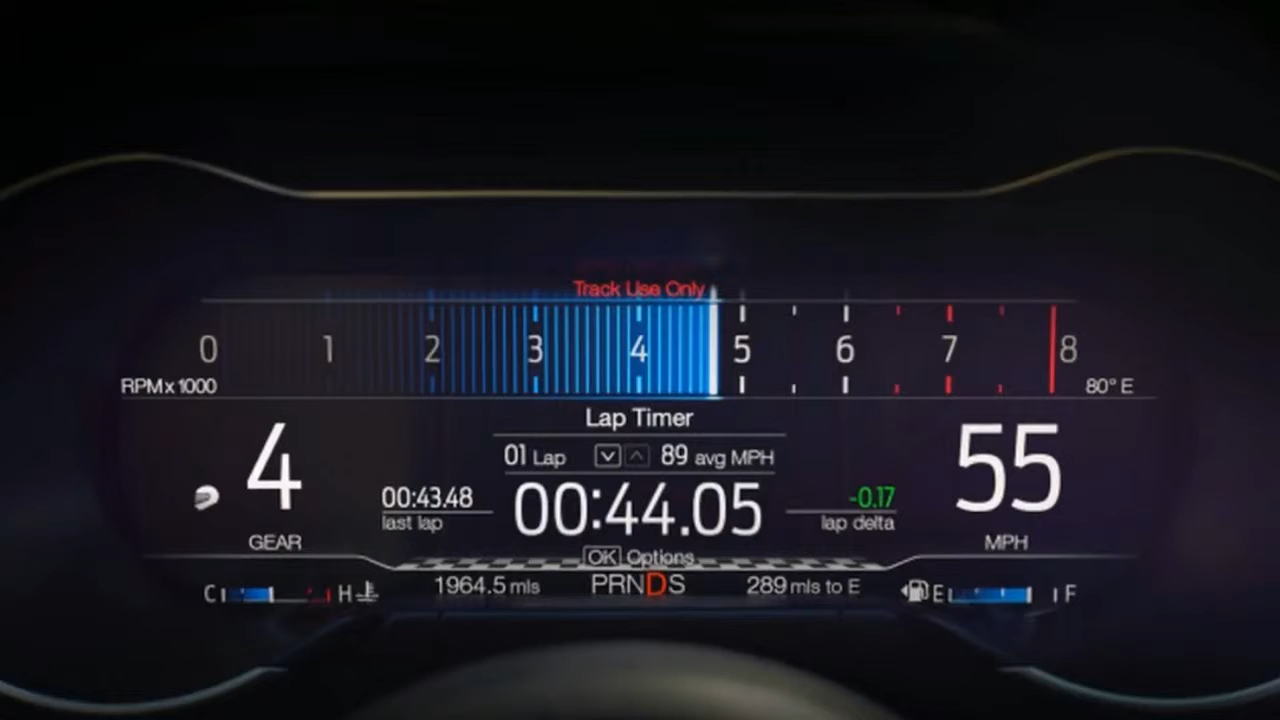 Track Use Only
0 1 2 3 4 5 6 7 8
RPM x 1000
80° E
Lap Timer
4
01 Lap 89 avg MPH
55
00:43.48
00:44.05
-0.17
last lap
lap delta
GEAR
MPH
OK Options
C H
1964.5 mls
PRNDS
289 mls to E
E F